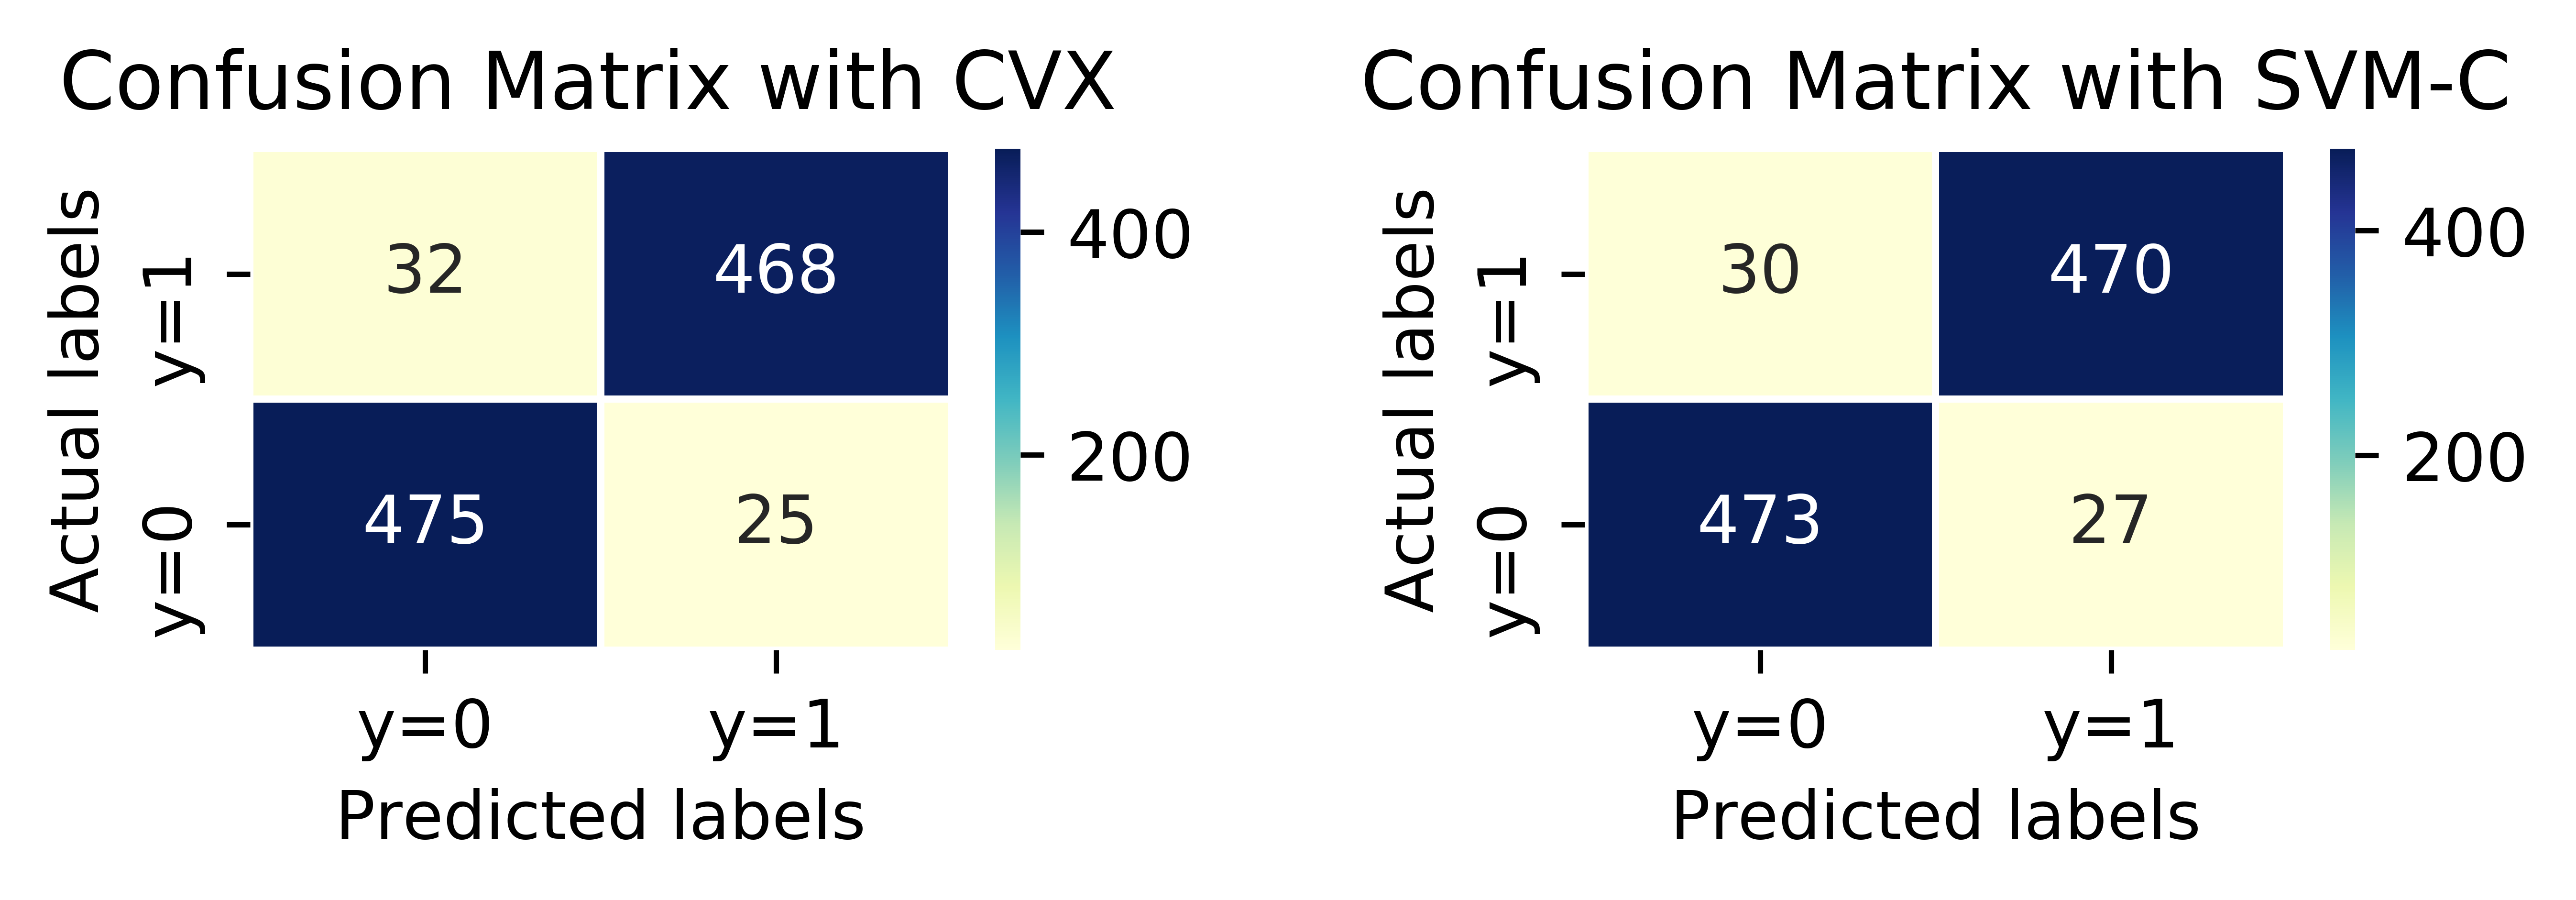 Confusion Matrix with CVX
Actual labels
y=1
y=0
32
468
475
25
400
200
y=0
y=1
Predicted labels
Confusion Matrix with SVM-C
Actual labels
y=1
y=0
30
470
473
27
400
200
y=0
y=1
Predicted labels